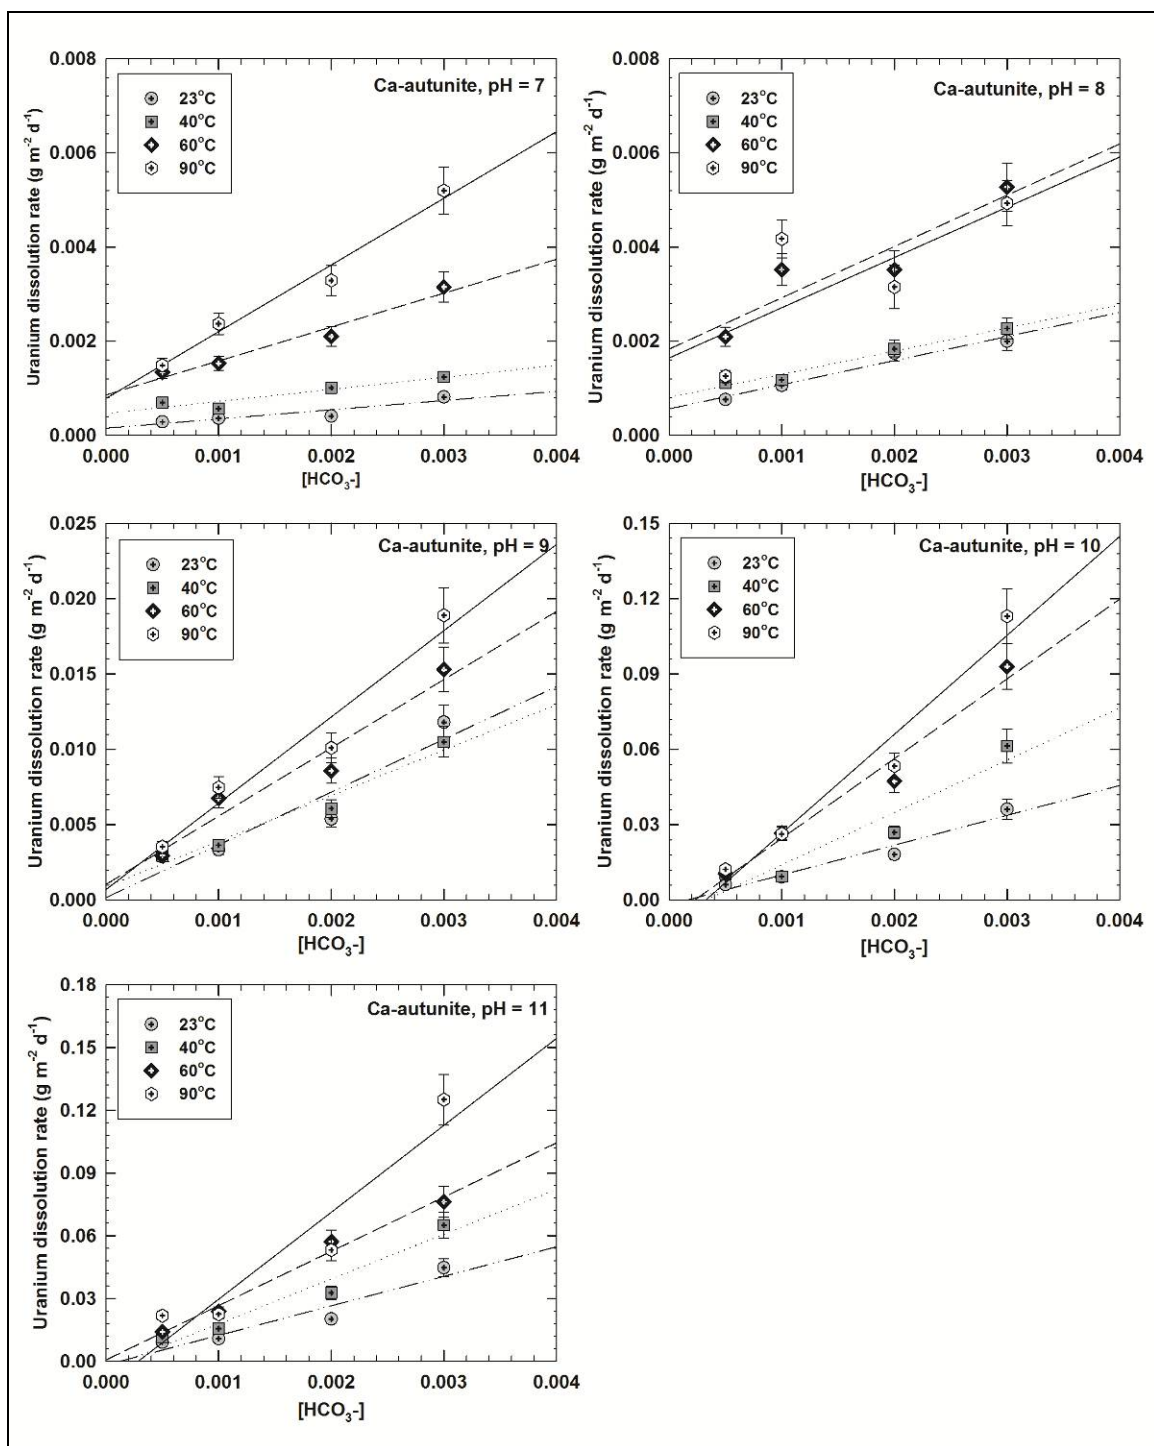 Ca-autunite, pH = 7
23°C
40°C
60°C
90°C
Uranium dissolution rate (g m⁻² d⁻¹)
0.008
0.006
0.004
0.002
0.000
0.000 0.001 0.002 0.003 0.004
[HCO₃-]
Ca-autunite, pH = 8
23°C
40°C
60°C
90°C
Uranium dissolution rate (g m⁻² d⁻¹)
0.008
0.006
0.004
0.002
0.000
0.000 0.001 0.002 0.003 0.004
[HCO₃-]
Ca-autunite, pH = 9
23°C
40°C
60°C
90°C
Uranium dissolution rate (g m⁻² d⁻¹)
0.025
0.020
0.015
0.010
0.005
0.000
0.000 0.001 0.002 0.003 0.004
[HCO₃-]
Ca-autunite, pH = 10
23°C
40°C
60°C
90°C
Uranium dissolution rate (g m⁻² d⁻¹)
0.15
0.12
0.09
0.06
0.03
0.00
0.000 0.001 0.002 0.003 0.004
[HCO₃-]
Ca-autunite, pH = 11
23°C
40°C
60°C
90°C
Uranium dissolution rate (g m⁻² d⁻¹)
0.18
0.15
0.12
0.09
0.06
0.03
0.00
0.000 0.001 0.002 0.003 0.004
[HCO₃-]